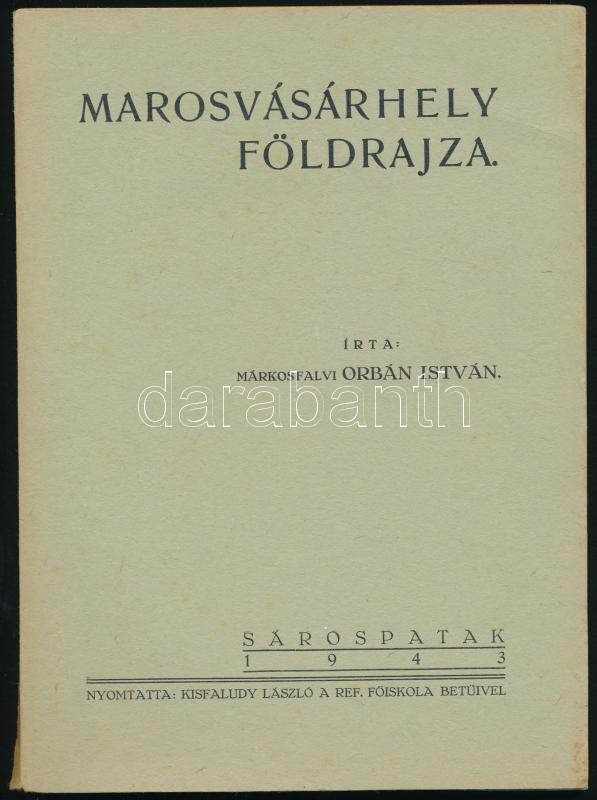 MAROSVÁSÁRHELY
FÖLDRAJZA.
ÍRTA:
MÁRKOSFALVI ORBÁN ISTVÁN.
darabanth
SÁROSPATAK
1943
NYOMTATTA: KISFALUDY LÁSZLÓ A REF. FŐISKOLA BETŰIVEL